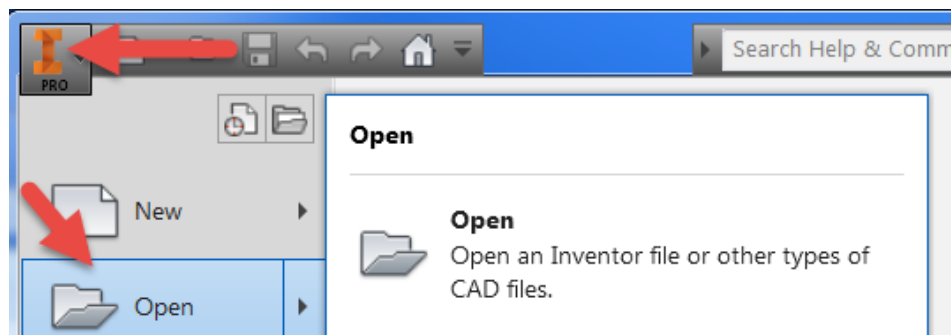 Search Help & Comm
PRO
Open
New
Open
Open an Inventor file or other types of
CAD files.
Open